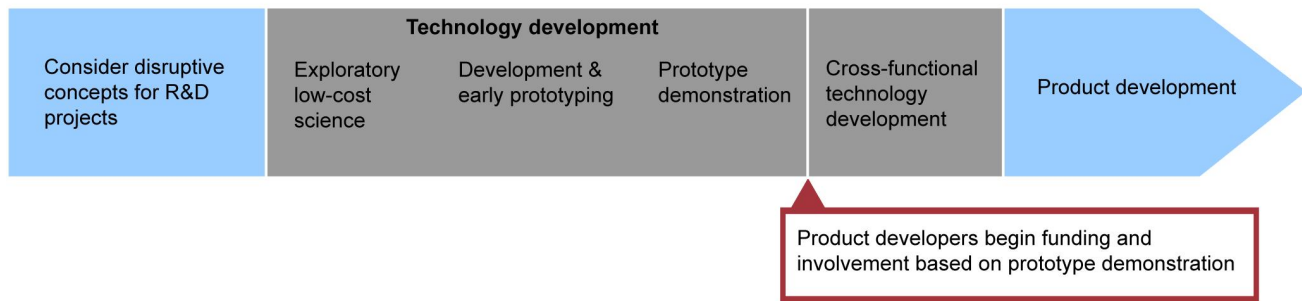 Technology development
Consider disruptive
concepts for R&D
projects
Exploratory
low-cost
science
Development &
early prototyping
Prototype
demonstration
Cross-functional
technology
development
Product development
Product developers begin funding and
involvement based on prototype demonstration